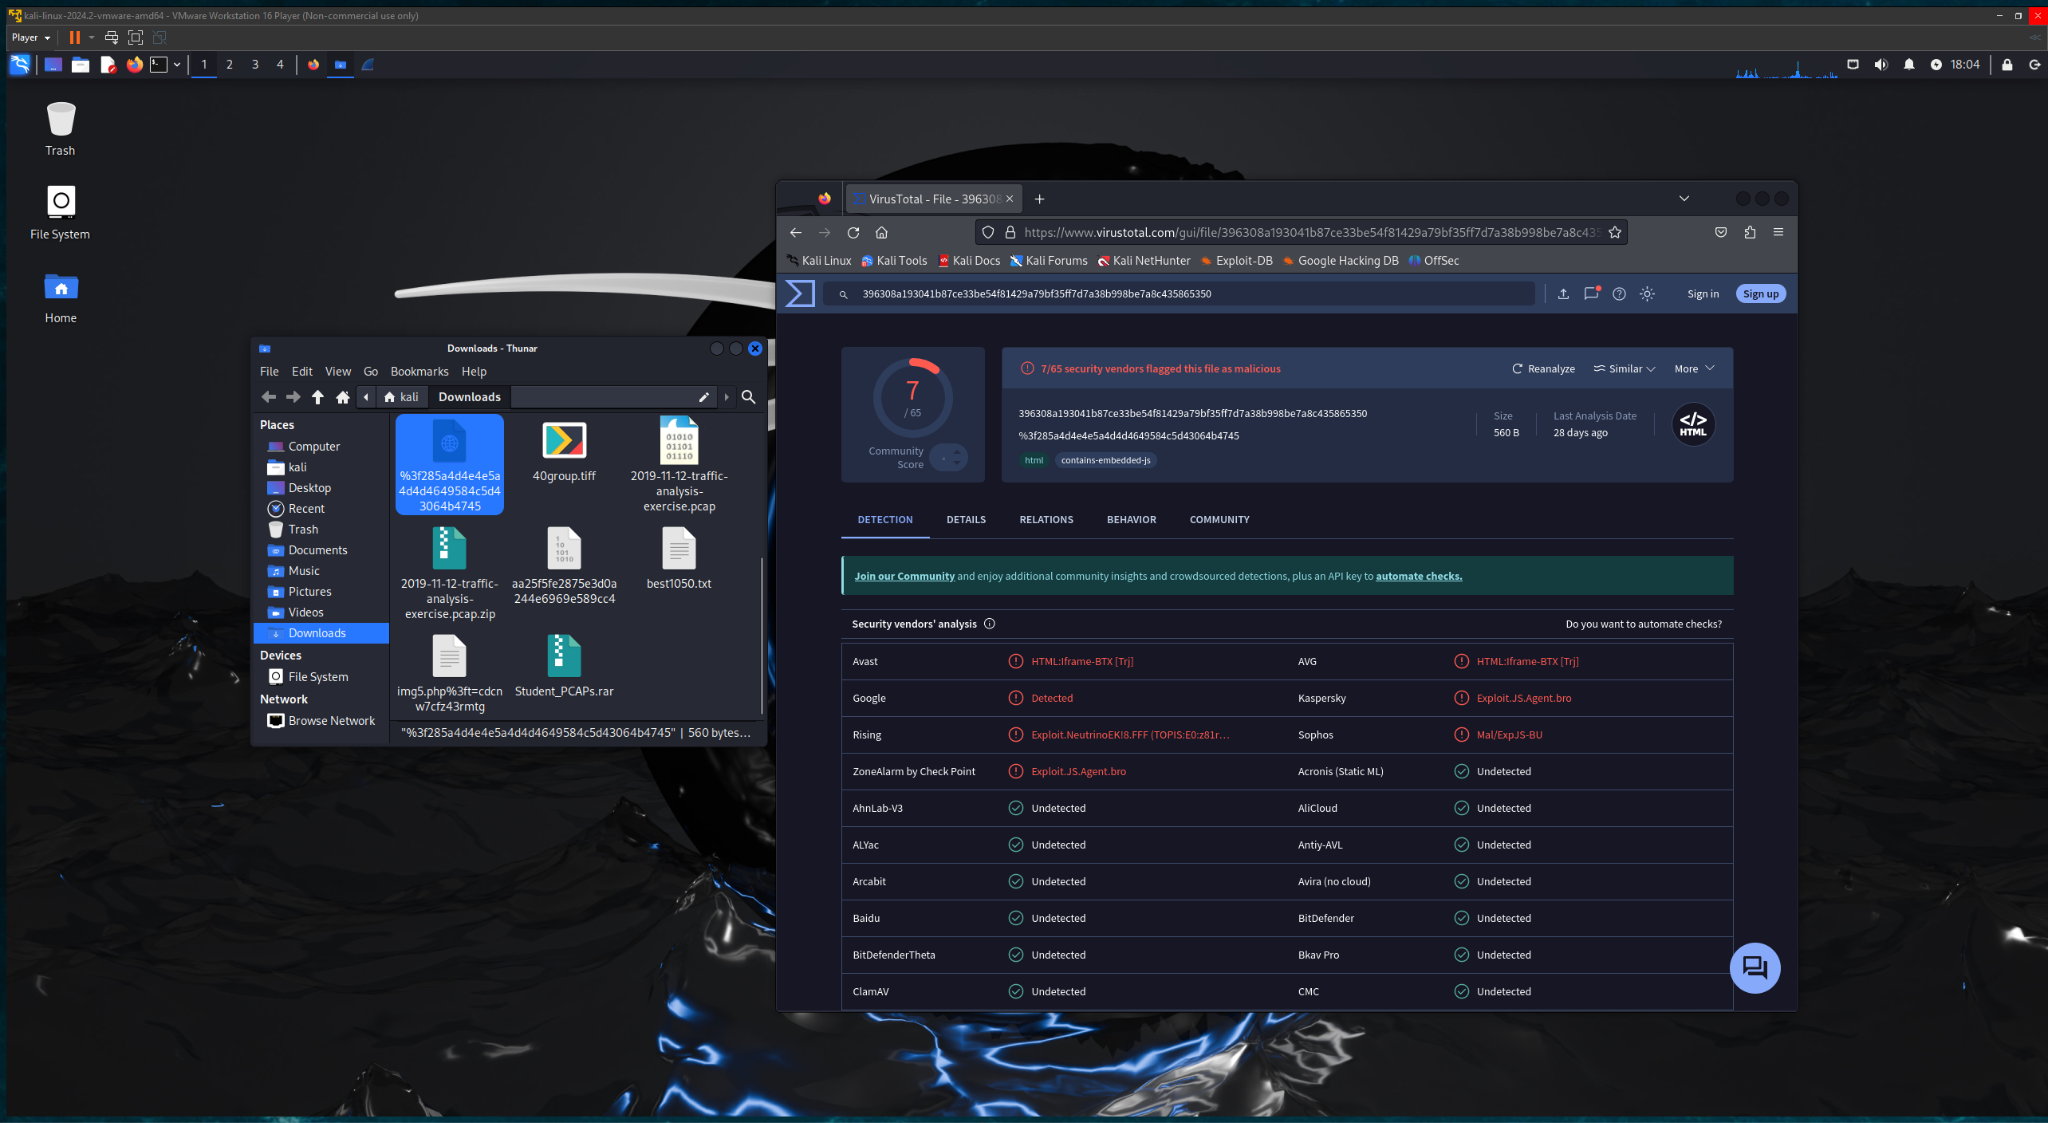 kali-linux-2024.2-vmware-amd64 - VMware Workstation 16 Player (Non-commercial use only)
Player
1 2 3 4
18:04
Trash
File System
Home
Downloads - Thunar
File Edit View Go Bookmarks Help
kali Downloads
Places
Computer
kali
Desktop
Recent
Trash
Documents
Music
Pictures
Videos
Downloads
Devices
File System
Network
Browse Network
%3f285a4d4e4e5a
4d4d4649584c5d4
3064b4745
40group.tiff
2019-11-12-traffic-
analysis-
exercise.pcap
2019-11-12-traffic-
analysis-
exercise.pcap.zip
aa25f5fe2875e3d0a
244e6969e589cc4
best1050.txt
img5.php%3ft=cdcn
w7cfz43rmtg
Student_PCAPs.rar
"%3f285a4d4e4e5a4d4d4649584c5d43064b4745" | 560 bytes...
VirusTotal - File - 396308
https://www.virustotal.com/gui/file/396308a193041b87ce33be54f81429a79bf35ff7d7a38b998be7a8c435
Kali Linux Kali Tools Kali Docs Kali Forums Kali NetHunter Exploit-DB Google Hacking DB OffSec
396308a193041b87ce33be54f81429a79bf35ff7d7a38b998be7a8c435865350
Sign in Sign up
7
/ 65
Community
Score
7/65 security vendors flagged this file as malicious
Reanalyze Similar More
396308a193041b87ce33be54f81429a79bf35ff7d7a38b998be7a8c435865350
%3f285a4d4e4e5a4d4d4649584c5d43064b4745
html contains-embedded-js
Size
560 B
Last Analysis Date
28 days ago
HTML
DETECTION DETAILS RELATIONS BEHAVIOR COMMUNITY
Join our Community and enjoy additional community insights and crowdsourced detections, plus an API key to automate checks.
Security vendors' analysis Do you want to automate checks?
Avast HTML:Iframe-BTX [Trj] AVG HTML:Iframe-BTX [Trj]
Google Detected Kaspersky Exploit.JS.Agent.bro
Rising Exploit.NeutrinoEK!8.FFF (TOPIS:E0:z81r... Sophos Mal/ExpJS-BU
ZoneAlarm by Check Point Exploit.JS.Agent.bro Acronis (Static ML) Undetected
AhnLab-V3 Undetected AliCloud Undetected
ALYac Undetected Antiy-AVL Undetected
Arcabit Undetected Avira (no cloud) Undetected
Baidu Undetected BitDefender Undetected
BitDefenderTheta Undetected Bkav Pro Undetected
ClamAV Undetected CMC Undetected